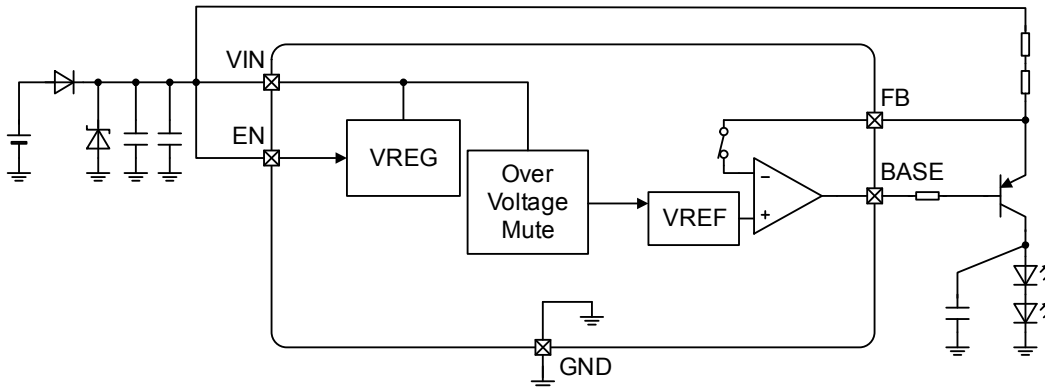 VIN
FB
EN
VREG
BASE
Over
Voltage
Mute
VREF
−
+
GND